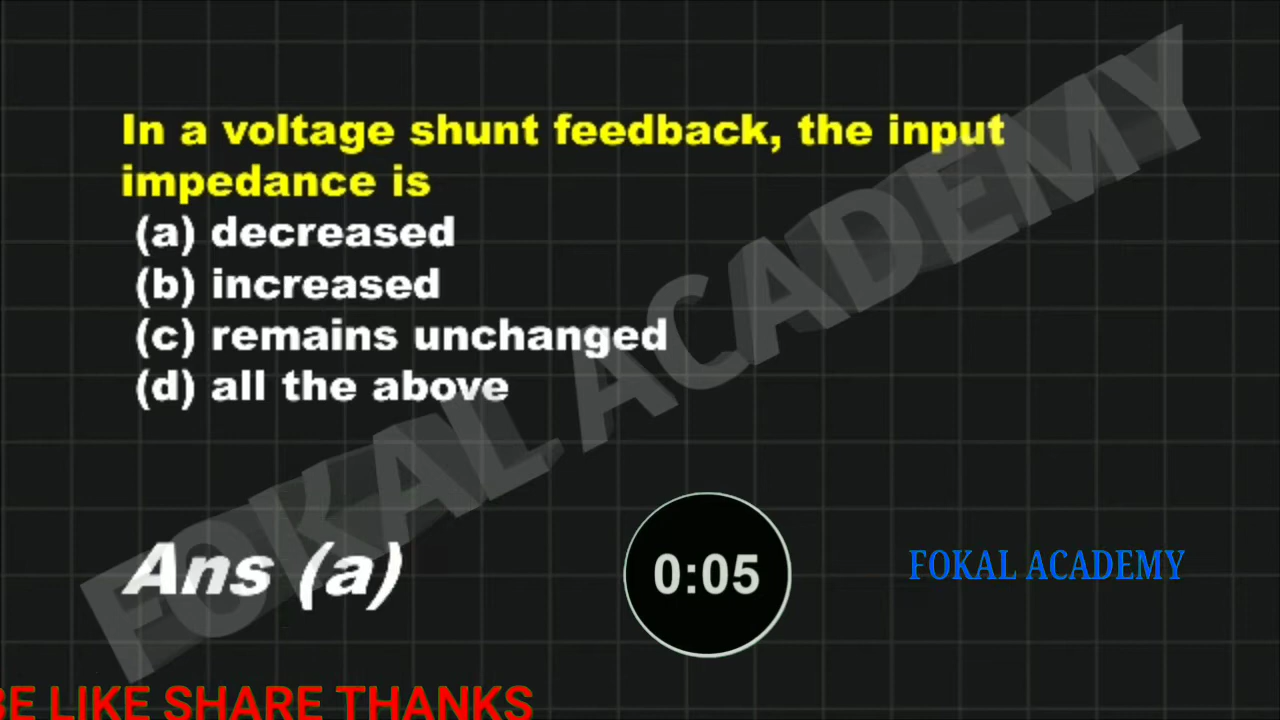 In a voltage shunt feedback, the input
impedance is
(a) decreased
(b) increased
(c) remains unchanged
(d) all the above
FOKAL ACADEMY
Ans (a)
0:05
FOKAL ACADEMY
LIKE SHARE THANKS